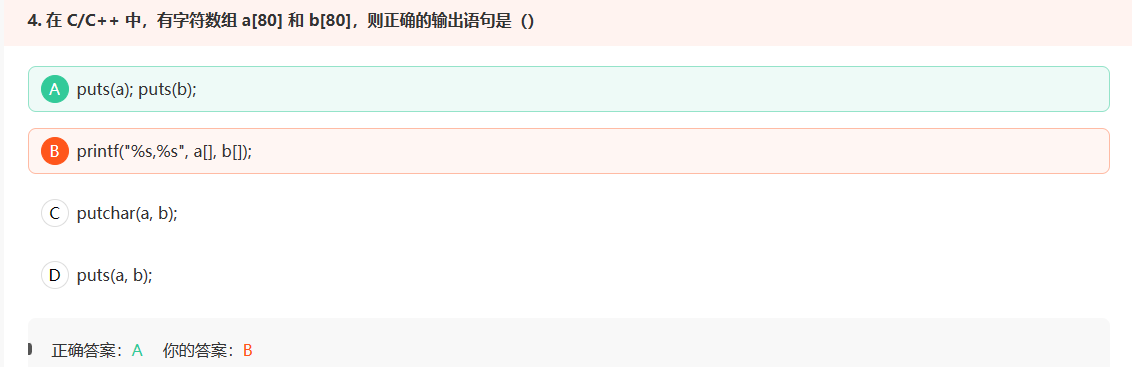 4. 在 C/C++ 中，有字符数组 a[80] 和 b[80]，则正确的输出语句是（）
A puts(a); puts(b);
B printf("%s,%s", a[], b[]);
C putchar(a, b);
D puts(a, b);
正确答案：A 你的答案：B